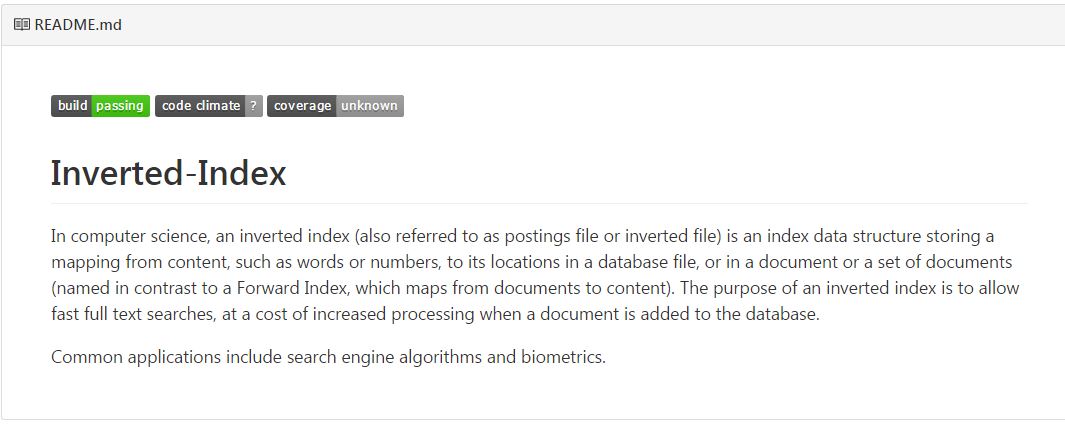 README.md
build passing code climate ? coverage unknown
Inverted-Index
In computer science, an inverted index (also referred to as postings file or inverted file) is an index data structure storing a
mapping from content, such as words or numbers, to its locations in a database file, or in a document or a set of documents
(named in contrast to a Forward Index, which maps from documents to content). The purpose of an inverted index is to allow
fast full text searches, at a cost of increased processing when a document is added to the database.
Common applications include search engine algorithms and biometrics.